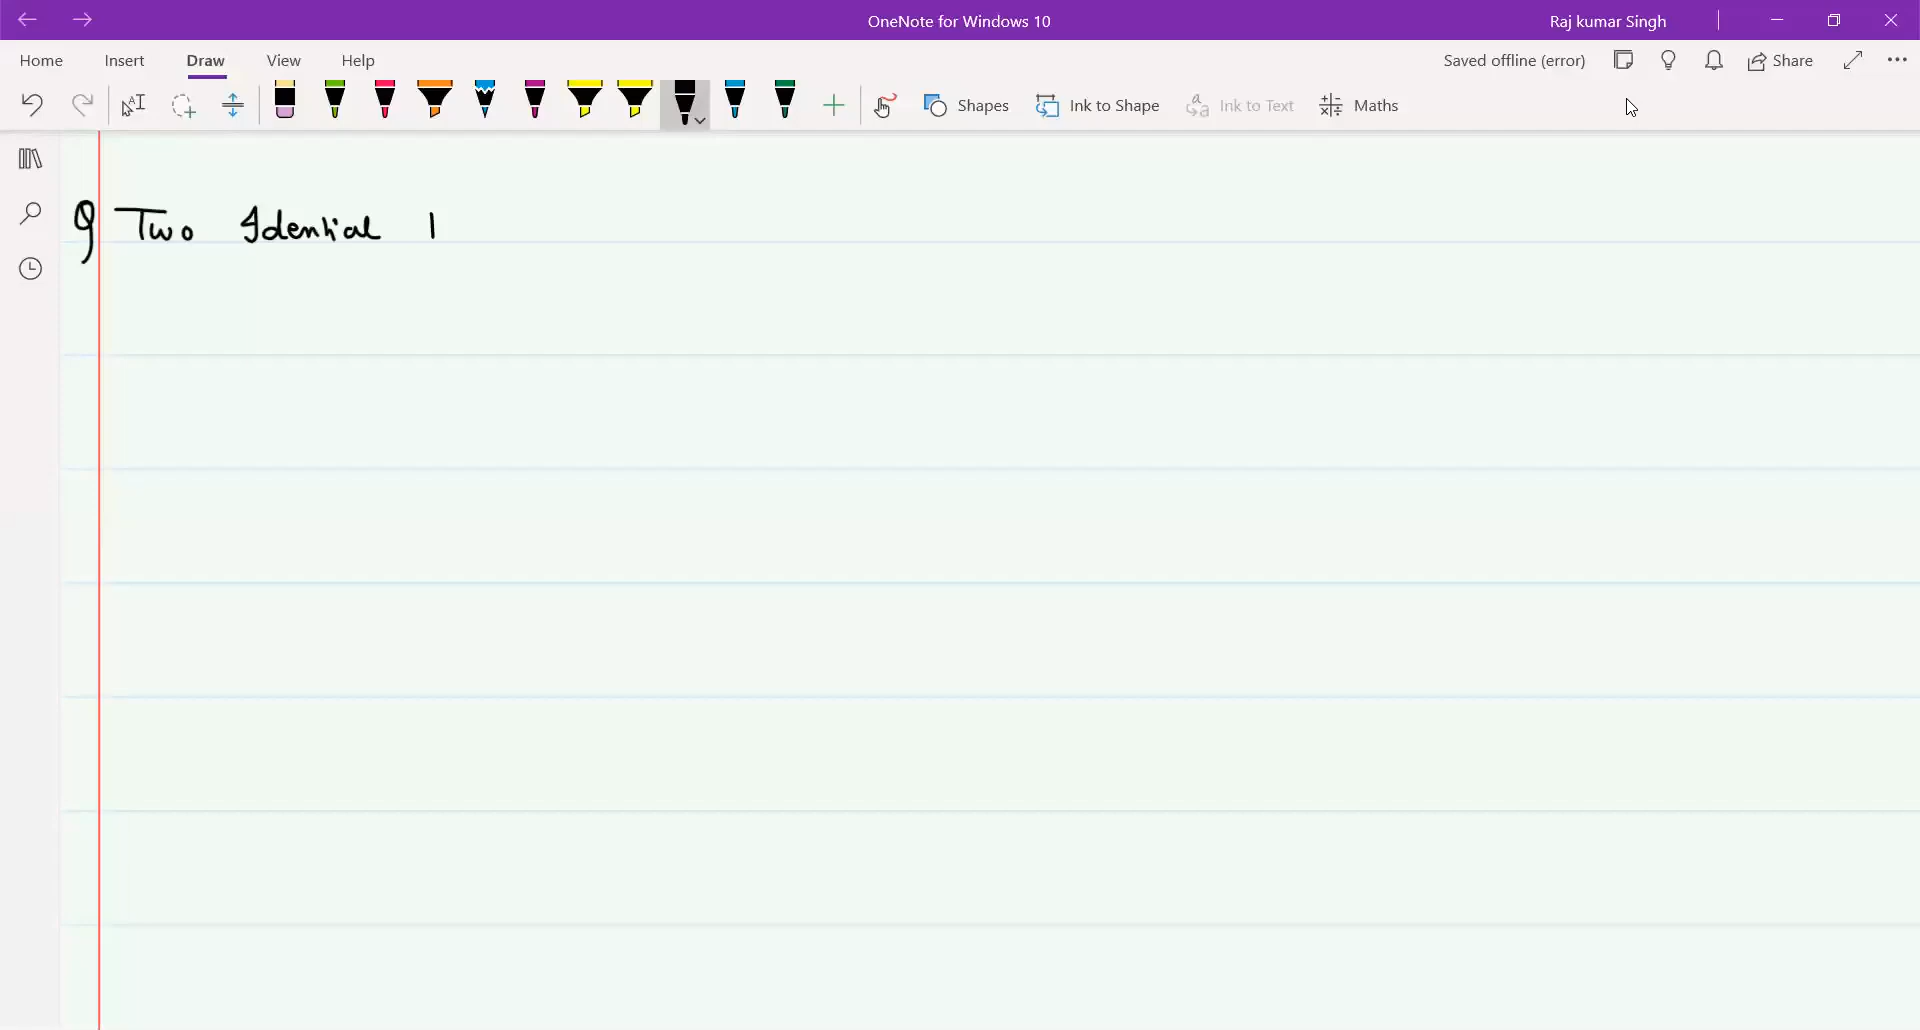 OneNote for Windows 10 Raj kumar Singh
Home Insert Draw View Help Saved offline (error) Share
Shapes Ink to Shape Ink to Text Maths
Q Two Idential